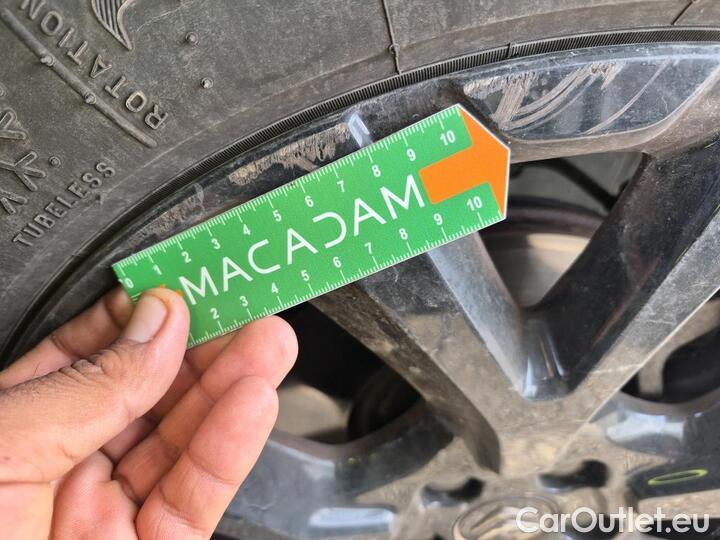 ROTATION
TUBELESS
0 1 2 3 4 5 6 7 8 9 10
MACADAM
2 3 4 5 6 7 8 9 10
CarOutlet.eu